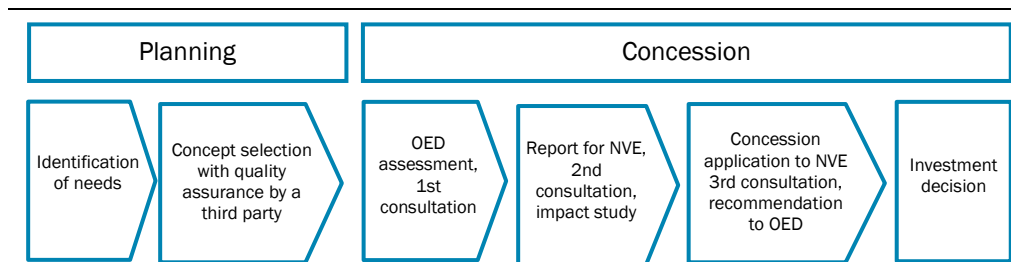 Planning
Concession
Identification
of needs
Concept selection
with quality
assurance by a
third party
OED
assessment,
1st
consultation
Report for NVE,
2nd
consultation,
impact study
Concession
application to NVE
3rd consultation,
recommendation
to OED
Investment
decision